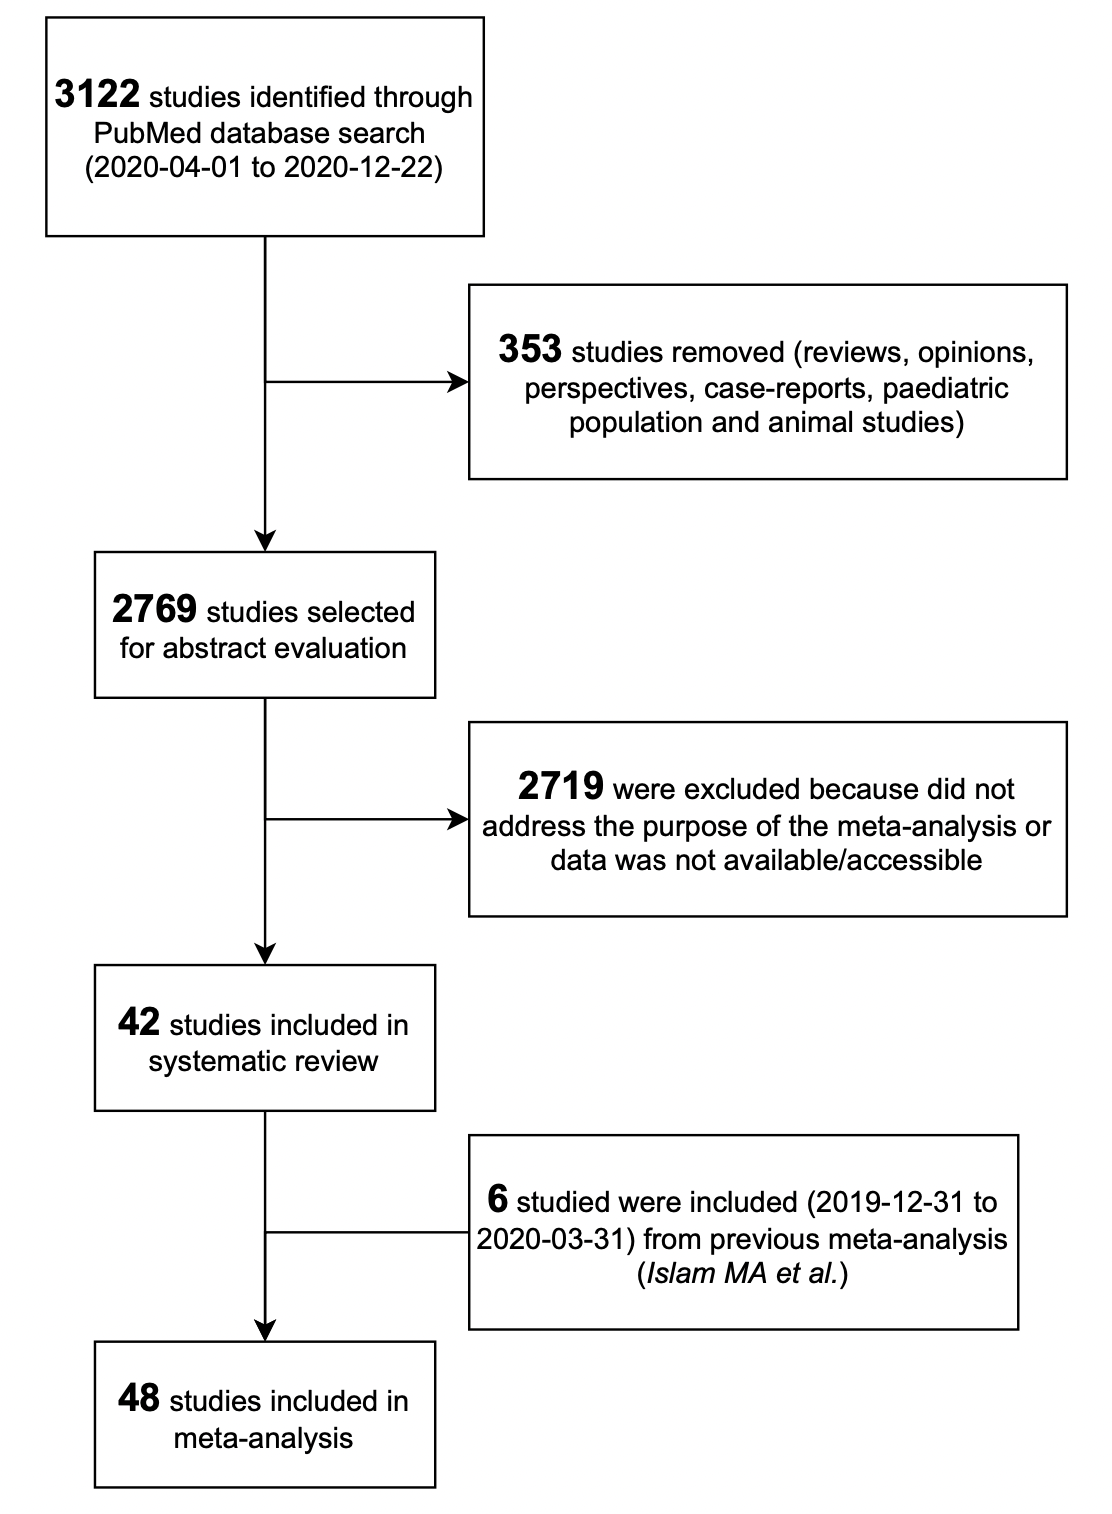 3122 studies identified through
PubMed database search
(2020-04-01 to 2020-12-22)
353 studies removed (reviews, opinions,
perspectives, case-reports, paediatric
population and animal studies)
2769 studies selected
for abstract evaluation
2719 were excluded because did not
address the purpose of the meta-analysis or
data was not available/accessible
42 studies included in
systematic review
6 studied were included (2019-12-31 to
2020-03-31) from previous meta-analysis
(Islam MA et al.)
48 studies included in
meta-analysis